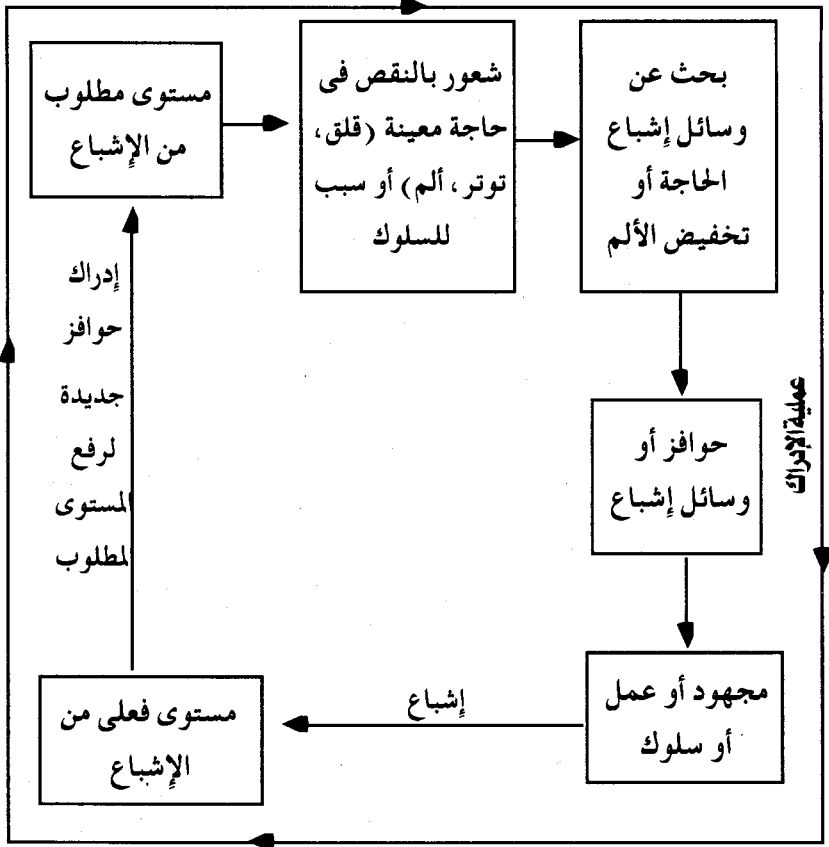 مستوى مطلوب
من الإشباع
شعور بالنقص فى
حاجة معينة (قلق،
توتر، ألم) أو سبب
للسلوك
بحث عن
وسائل إشباع
الحاجة أو
تخفيض الألم
حوافز أو
وسائل إشباع
مجهود أو عمل
أو سلوك
إشباع
مستوى فعلى من
الإشباع
إدراك
حوافز
جديدة
لرفع
المستوى
المطلوب
عملية الإدراك